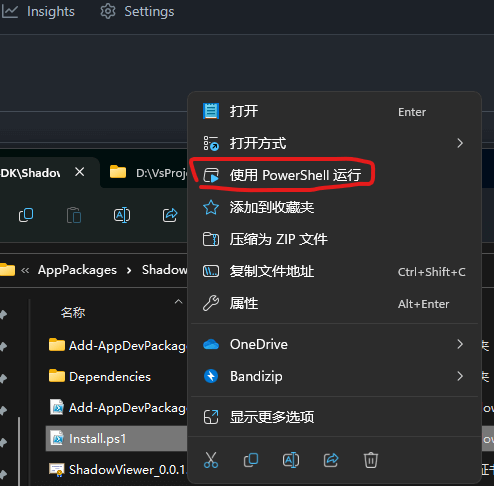 Insights
Settings
打开
Enter
打开方式
DK\Shadov
D:\VsProj
使用 PowerShell 运行
添加到收藏夹
压缩为 ZIP 文件
AppPackages
Shadow
复制文件地址
Ctrl+Shift+C
属性
Alt+Enter
名称
Add-AppDevPackage
OneDrive
Dependencies
Bandizip
Add-AppDevPackage
显示更多选项
Install.ps1
ShadowViewer_0.0.1